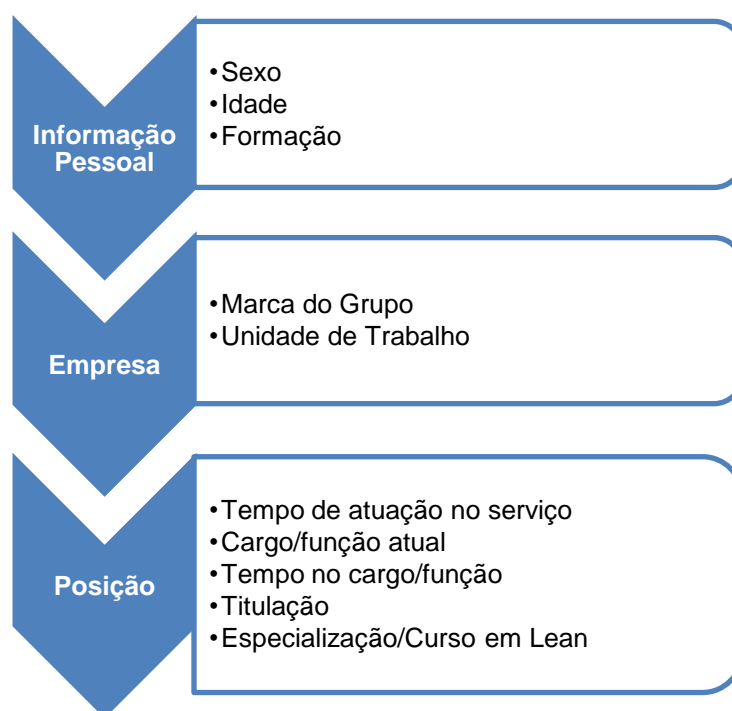 Informação
Pessoal
•Sexo
•Idade
•Formação
Empresa
•Marca do Grupo
•Unidade de Trabalho
Posição
•Tempo de atuação no serviço
•Cargo/função atual
•Tempo no cargo/função
•Titulação
•Especialização/Curso em Lean